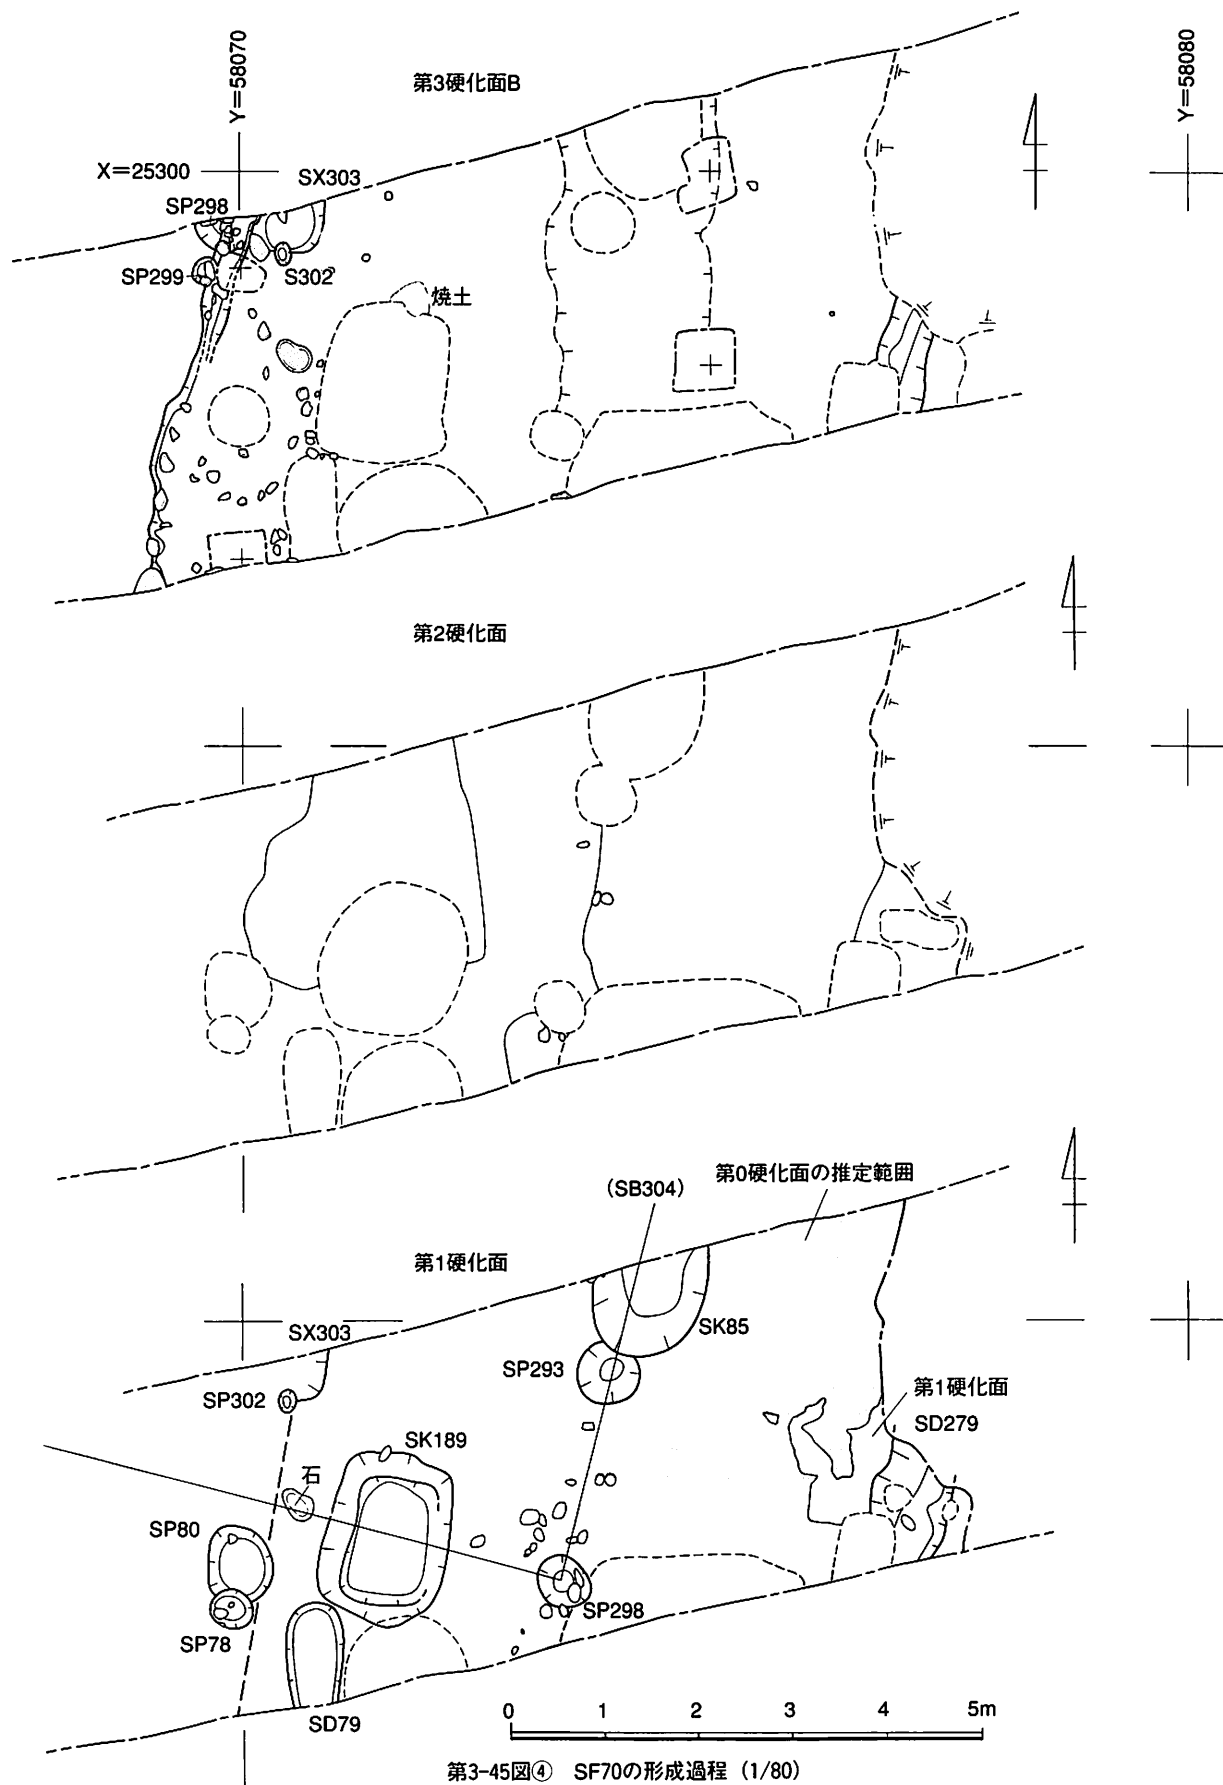 Y=58070
第3硬化面B
Y=58080
X=25300
SX303
SP298
SP299
S302
焼土
第2硬化面
第0硬化面の推定範囲
(SB304)
第1硬化面
SX303
SK85
SP293
SP302
第1硬化面
SD279
SK189
石
SP80
SP298
SP78
SD79
0 1 2 3 4 5m
第3-45図④ SF70の形成過程 (1/80)